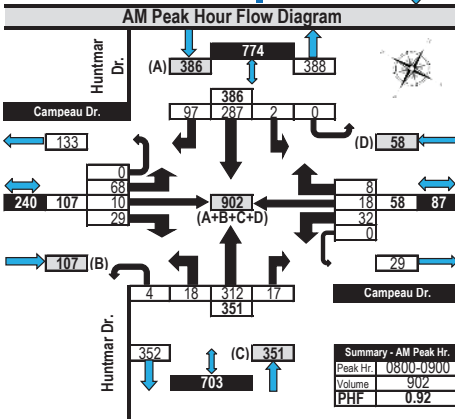 AM Peak Hour Flow Diagram
Huntmar Dr.
774
(A) 386 388
386
97 287 2 0
Campeau Dr.
133
(D) 58
0
68
240 107 10
29
902
(A+B+C+D)
8
18 58 87
32
0
107 (B)
29
4 18 312 17
351
Campeau Dr.
Huntmar Dr.
352
(C) 351
703
Summary - AM Peak Hr.
Peak Hr. 0800-0900
Volume 902
PHF 0.92